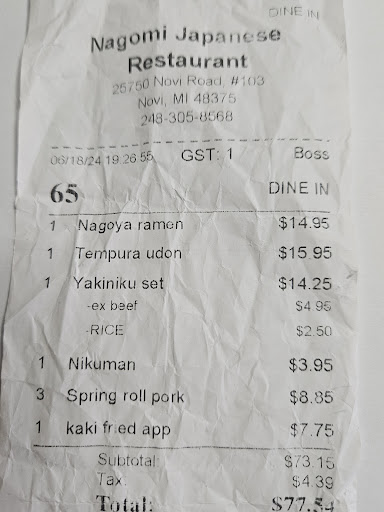 DINE IN
Nagomi Japanese
Restaurant
25750 Novi Road, #103
Novi, MI 48375
248-305-8568
06/18/24 19:26:55 GST: 1 Boss
65 DINE IN
1 Nagoya ramen $14.95
1 Tempura udon $15.95
1 Yakiniku set $14.25
-ex beef $4.95
-RICE $2.50
1 Nikuman $3.95
3 Spring roll pork $8.85
1 kaki fried app $7.75
Subtotal: $73.15
Tax: $4.39
Total: $77.54